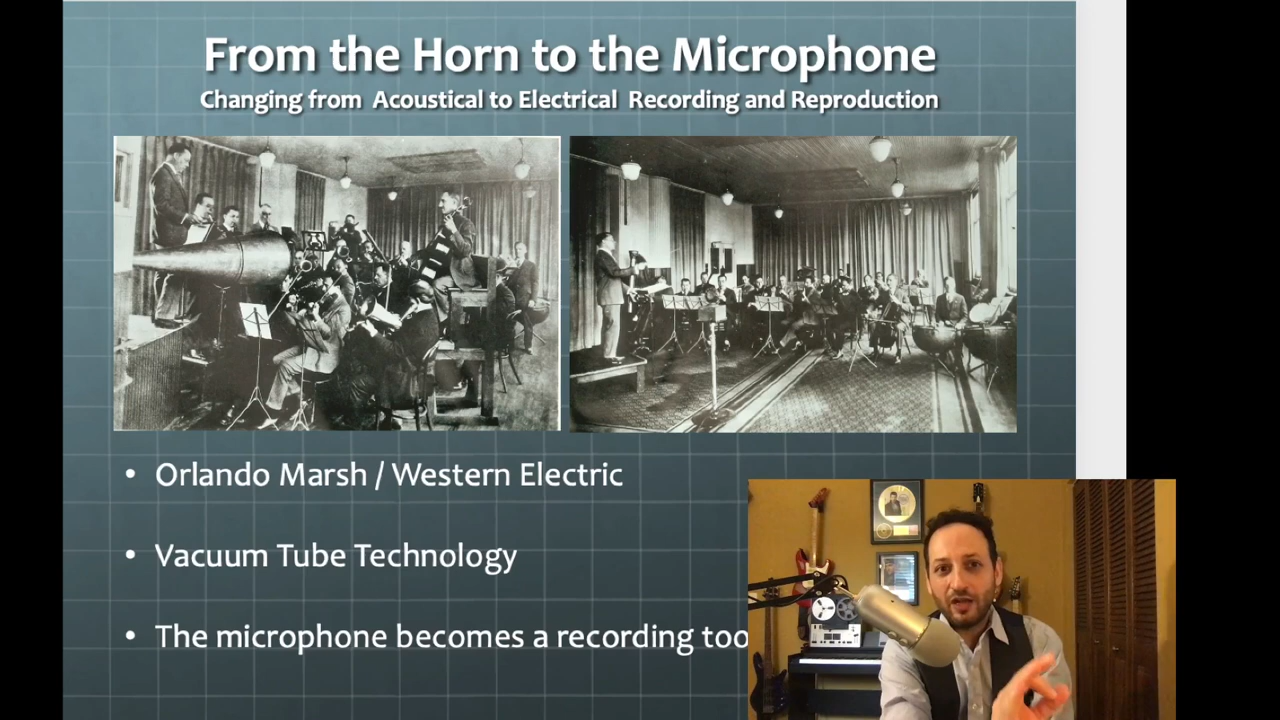 From the Horn to the Microphone
Changing from Acoustical to Electrical Recording and Reproduction
• Orlando Marsh / Western Electric
• Vacuum Tube Technology
• The microphone becomes a recording too